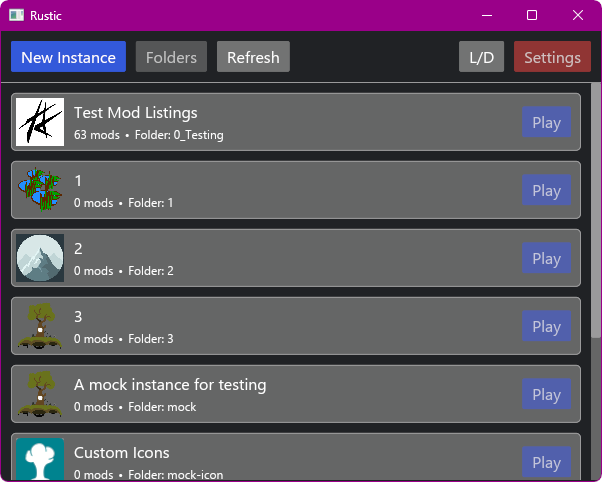 Rustic
New Instance Folders Refresh L/D Settings
Test Mod Listings
63 mods • Folder: 0_Testing
Play
1
0 mods • Folder: 1
Play
2
0 mods • Folder: 2
Play
3
0 mods • Folder: 3
Play
A mock instance for testing
0 mods • Folder: mock
Play
Custom Icons
0 mods • Folder: mock-icon
Play